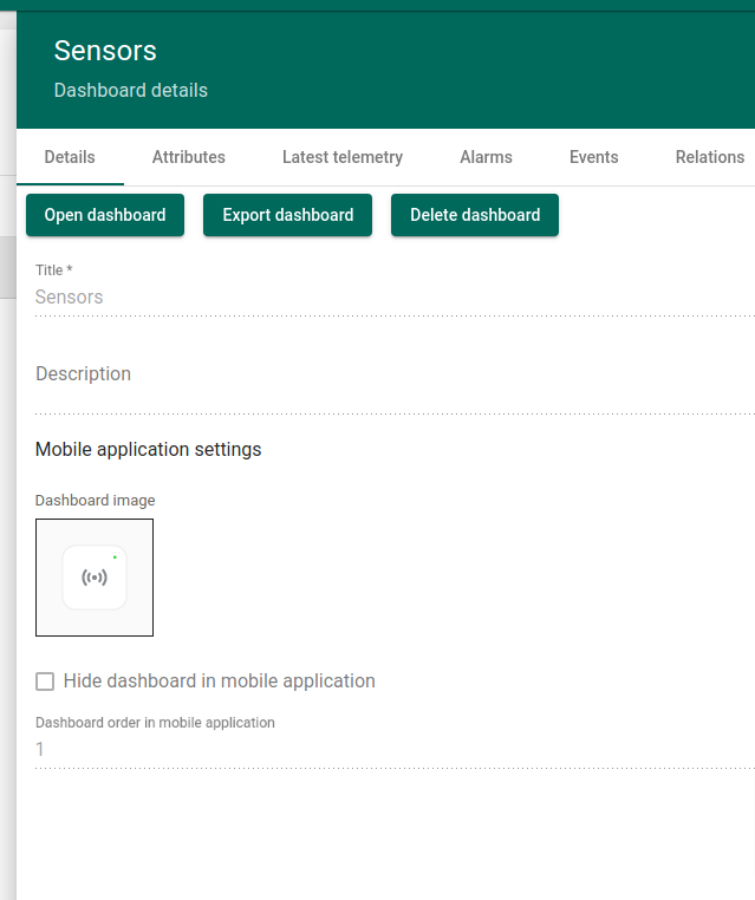 Sensors
Dashboard details
Details Attributes Latest telemetry Alarms Events Relations
Open dashboard Export dashboard Delete dashboard
Title *
Sensors
Description
Mobile application settings
Dashboard image
Hide dashboard in mobile application
Dashboard order in mobile application
1